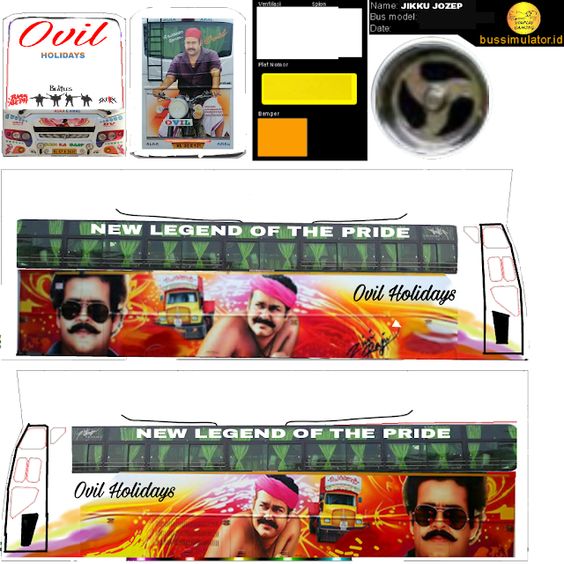 Ovil
HOLIDAYS
OVIL
Ventilasi
Spion
Plat Nomor
Bemper
Name: JIKKU JOZEP
Bus model:
Date:
bussimulator.id
NEW LEGEND OF THE PRIDE
Ovil Holidays
NEW LEGEND OF THE PRIDE
Ovil Holidays